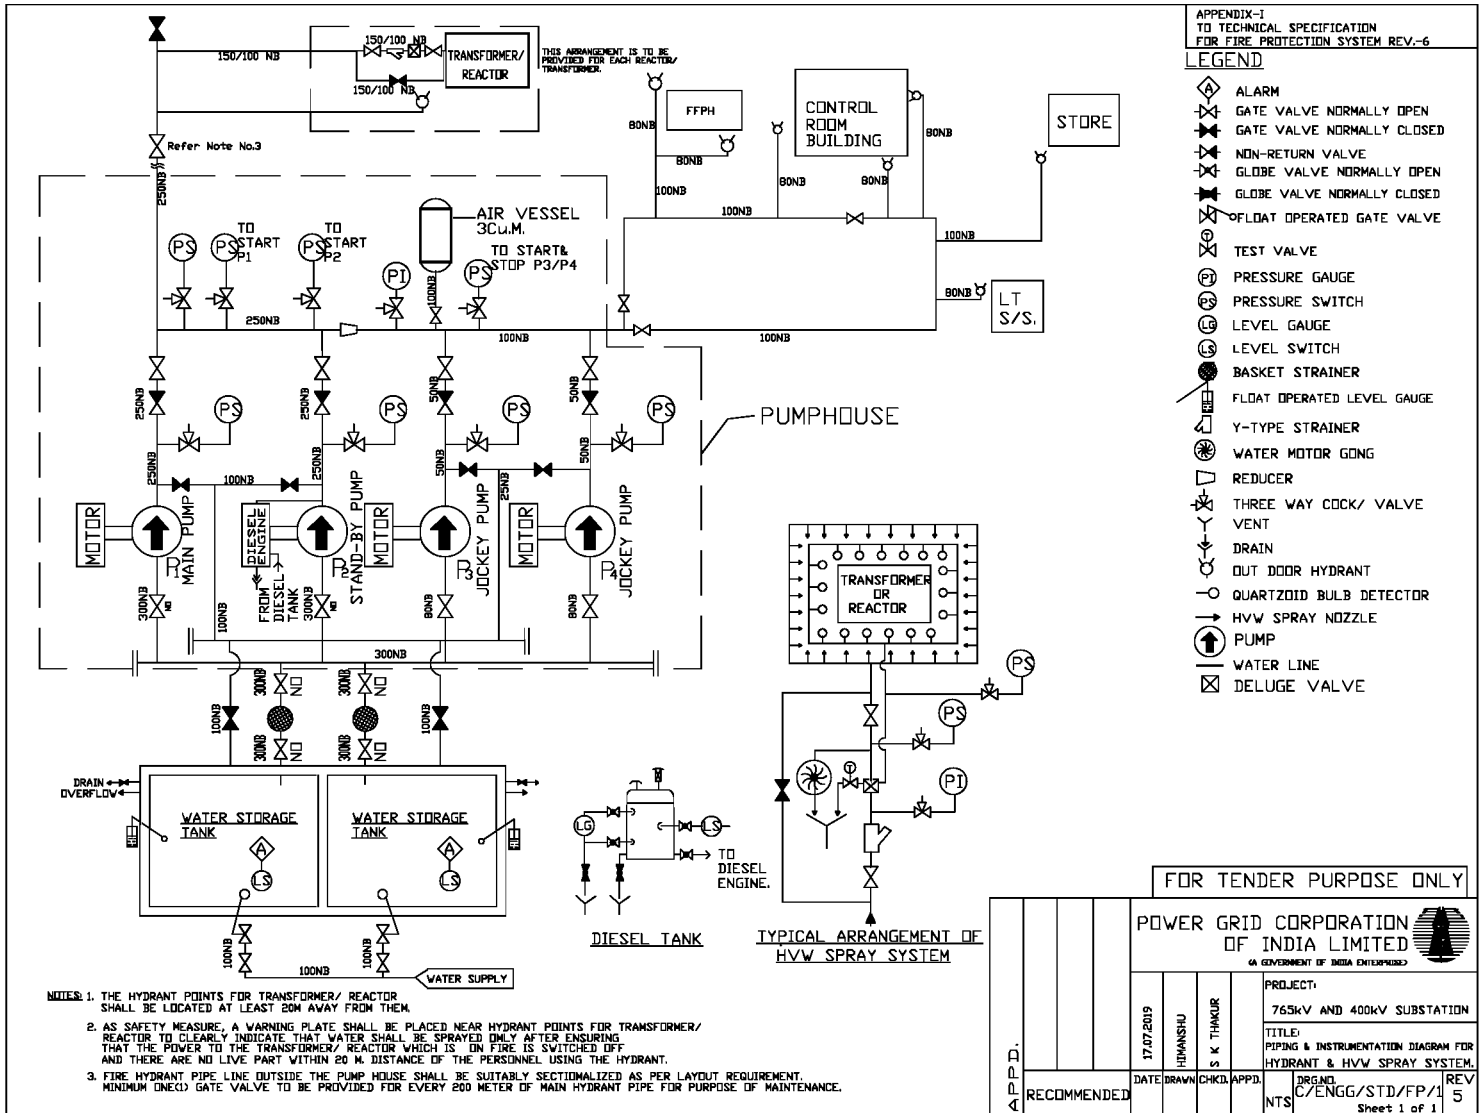 APPENDIX-I
TO TECHNICAL SPECIFICATION
FOR FIRE PROTECTION SYSTEM REV.-6
LEGEND
A ALARM
GATE VALVE NORMALLY OPEN
GATE VALVE NORMALLY CLOSED
NON-RETURN VALVE
GLOBE VALVE NORMALLY OPEN
GLOBE VALVE NORMALLY CLOSED
FLOAT OPERATED GATE VALVE
T TEST VALVE
PI PRESSURE GAUGE
PS PRESSURE SWITCH
LG LEVEL GAUGE
LS LEVEL SWITCH
BASKET STRAINER
FLOAT OPERATED LEVEL GAUGE
Y-TYPE STRAINER
WATER MOTOR GONG
REDUCER
THREE WAY COCK/ VALVE
VENT
DRAIN
OUT DOOR HYDRANT
QUARTZOID BULB DETECTOR
HVW SPRAY NOZZLE
PUMP
WATER LINE
DELUGE VALVE
150/100 NB
150/100 NB
150/100 NB
TRANSFORMER/
REACTOR
THIS ARRANGEMENT IS TO BE
PROVIDED FOR EACH REACTOR/
TRANSFORMER.
Refer Note No.3
250NB
80NB
FFPH
80NB
100NB
80NB
CONTROL
ROOM
BUILDING
80NB
80NB
STORE
100NB
100NB
80NB
LT
S/S.
100NB
PS
PS
TO
START
P1
PS
TO
START
P2
PI
AIR VESSEL
3Cu.M.
100NB
PS
TO START&
STOP P3/P4
250NB
100NB
250NB
250NB
50NB
50NB
PS
PS
PS
PS
250NB
250NB
50NB
50NB
PUMPHOUSE
100NB
25NB
MOTOR
P1
MAIN PUMP
DIESEL
ENGINE
P2
STAND-BY PUMP
MOTOR
P3
JOCKEY PUMP
MOTOR
P4
JOCKEY PUMP
FROM
DIESEL
TANK
300NB
NO
100NB
300NB
NO
80NB
80NB
300NB
300NB
NO
300NB
NO
100NB
300NB
NO
300NB
NO
100NB
DRAIN
OVERFLOW
WATER STORAGE
TANK
WATER STORAGE
TANK
A
LS
A
LS
100NB
100NB
100NB
WATER SUPPLY
LG
LS
TO
DIESEL
ENGINE.
DIESEL TANK
TRANSFORMER
OR
REACTOR
PS
PS
T
PI
TYPICAL ARRANGEMENT OF
HVW SPRAY SYSTEM
NOTES: 1. THE HYDRANT POINTS FOR TRANSFORMER/ REACTOR
SHALL BE LOCATED AT LEAST 20M AWAY FROM THEM.
2. AS SAFETY MEASURE, A WARNING PLATE SHALL BE PLACED NEAR HYDRANT POINTS FOR TRAMSFORMER/
REACTOR TO CLEARLY INDICATE THAT WATER SHALL BE SPRAYED ONLY AFTER ENSURING
THAT THE POWER TO THE TRANSFORMER/ REACTOR WHICH IS ON FIRE IS SWITCHED OFF
AND THERE ARE NO LIVE PART WITHIN 20 M. DISTANCE OF THE PERSONNEL USING THE HYDRANT.
3. FIRE HYDRANT PIPE LINE OUTSIDE THE PUMP HOUSE SHALL BE SUITABLY SECTIOMALIZED AS PER LAYOUT REQUIREMENT.
MINIMUM ONE(1) GATE VALVE TO BE PROVIDED FOR EVERY 200 METER OF MAIN HYDRANT PIPE FOR PURPOSE OF MAINTENANCE.
FOR TENDER PURPOSE ONLY
POWER GRID CORPORATION
OF INDIA LIMITED
(A GOVERNMENT OF INDIA ENTERPRISE)
PROJECT:
765kV AND 400kV SUBSTATION
TITLE:
PIPING & INSTRUMENTATION DIAGRAM FOR
HYDRANT & HVW SPRAY SYSTEM.
17.07.2019
HIMANSHU
S K THAKUR
DATE DRAWN CHKD. APPD.
APPD.
RECOMMENDED
NTS
DRG.NO.
C/ENGG/STD/FP/1
Sheet 1 of 1
REV
5